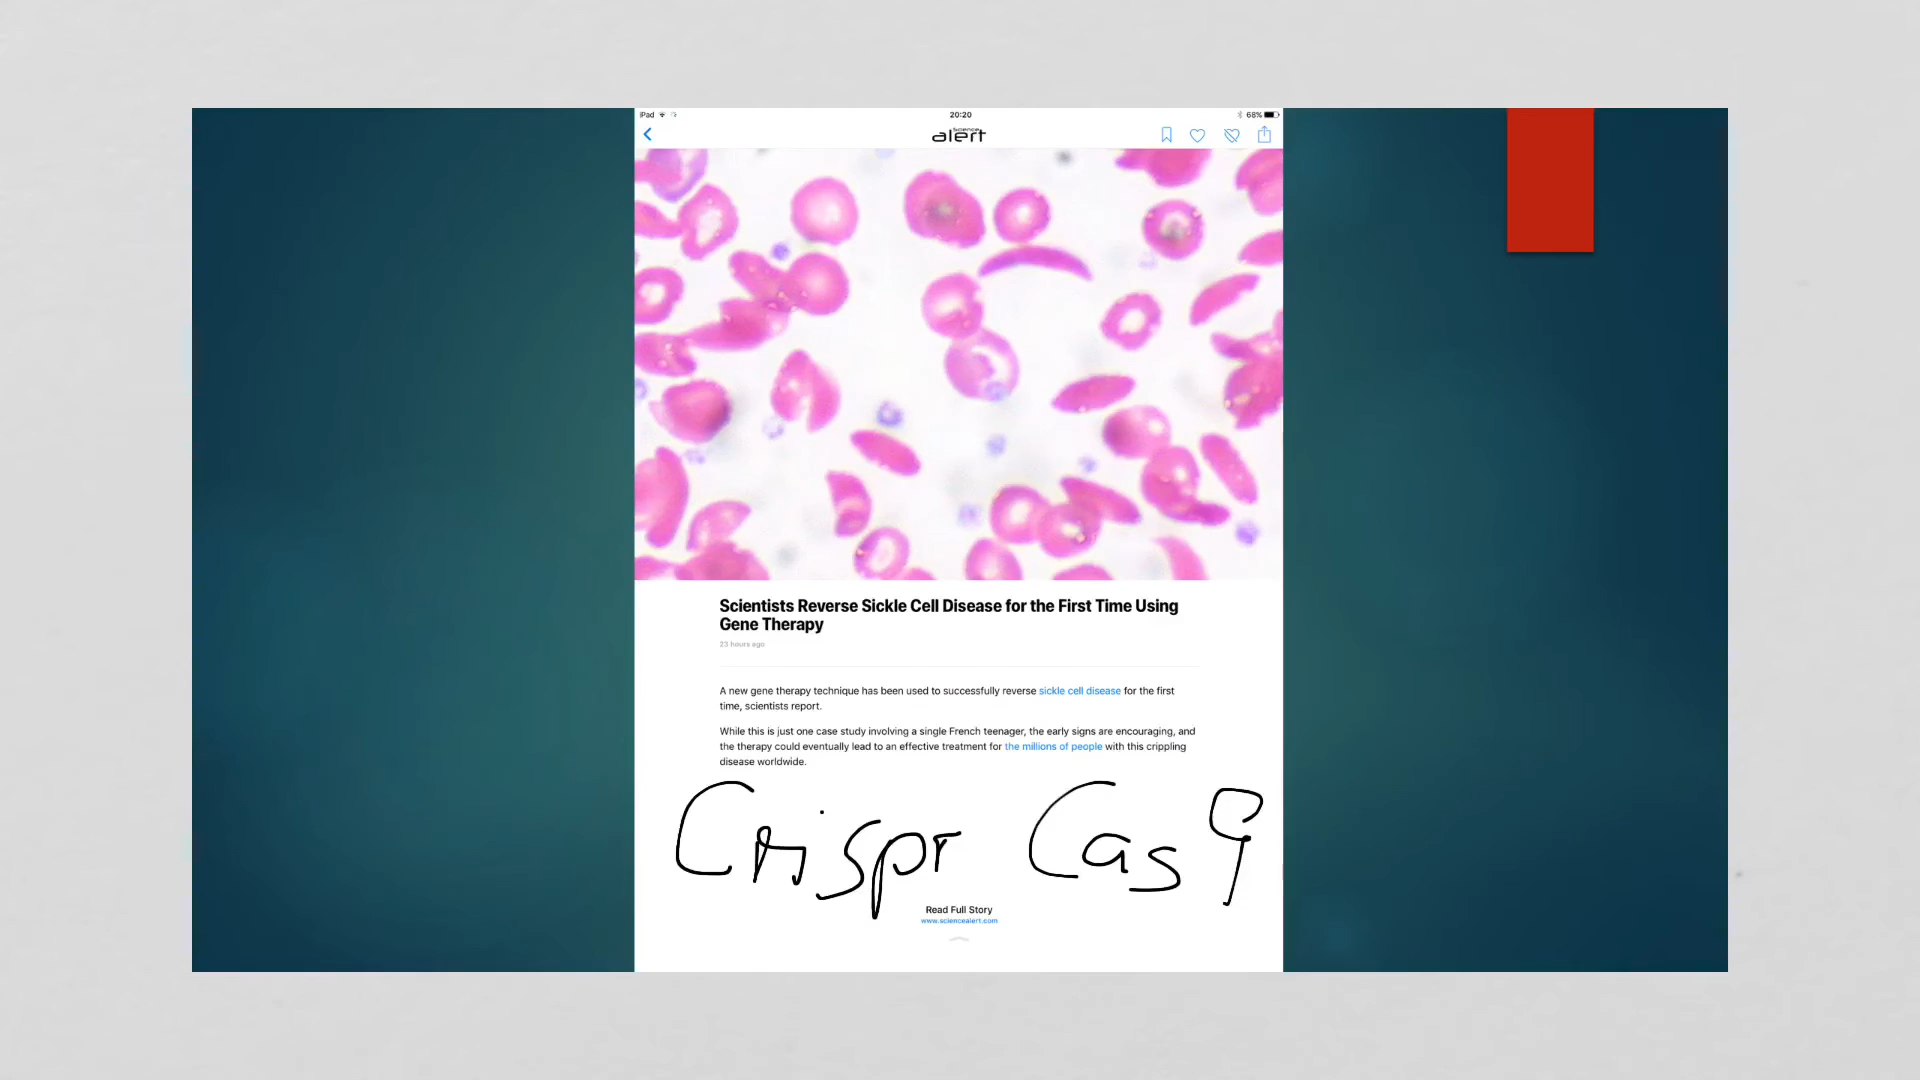 iPad
20:20
68%
Science
alert
Scientists Reverse Sickle Cell Disease for the First Time Using
Gene Therapy
23 hours ago
A new gene therapy technique has been used to successfully reverse sickle cell disease for the first
time, scientists report.
While this is just one case study involving a single French teenager, the early signs are encouraging, and
the therapy could eventually lead to an effective treatment for the millions of people with this crippling
disease worldwide.
Crispr Cas9
Read Full Story
www.sciencealert.com